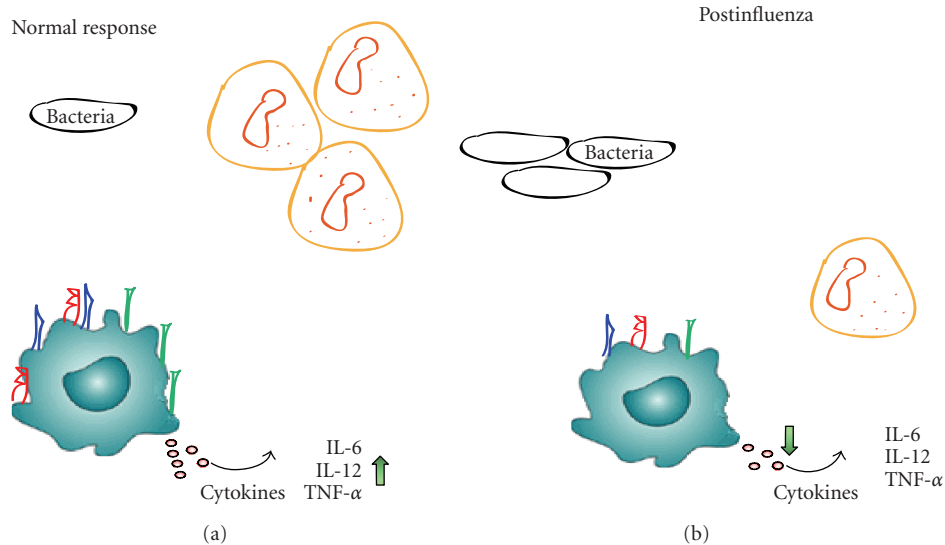 Normal response
Bacteria
IL-6
IL-12
TNF-α
Cytokines
(a)
Postinfluenza
Bacteria
IL-6
IL-12
TNF-α
Cytokines
(b)